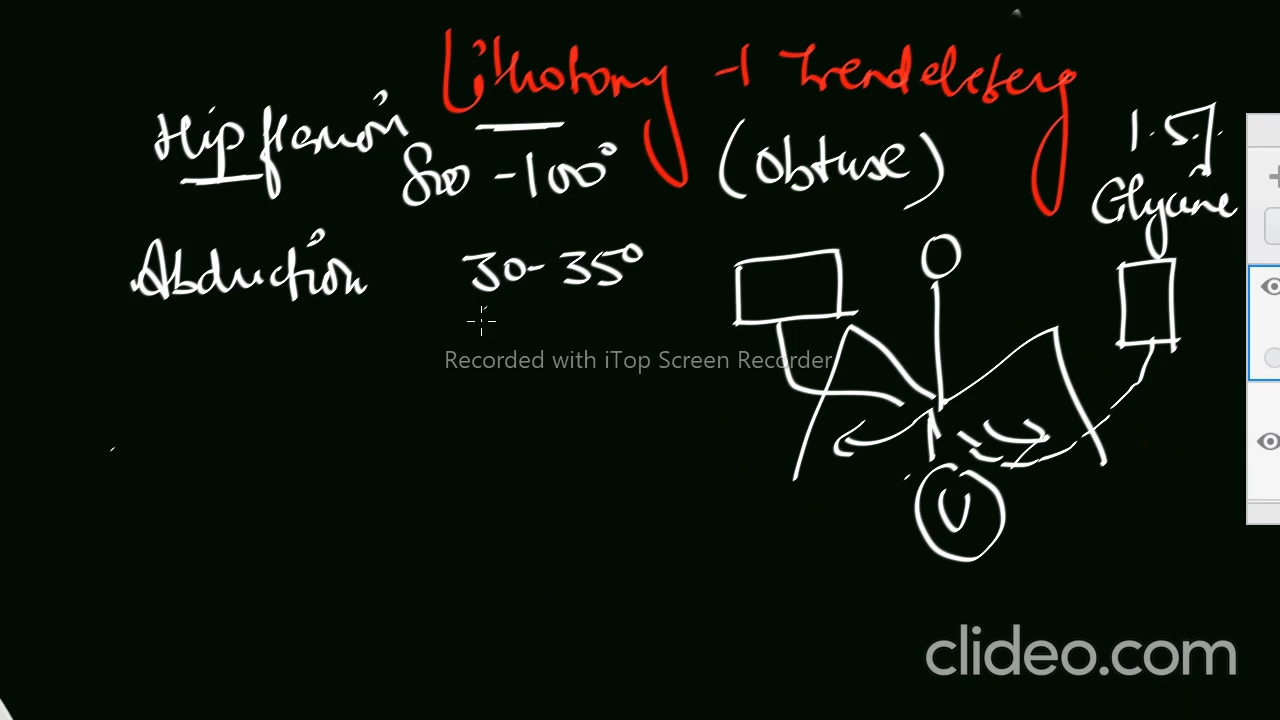 Lithotomy + Trendelenberg
Hip flexion 80 - 100° (Obtuse)
Abduction 30 - 35°
1.5%
Glycine
U
Recorded with iTop Screen Recorder
clideo.com